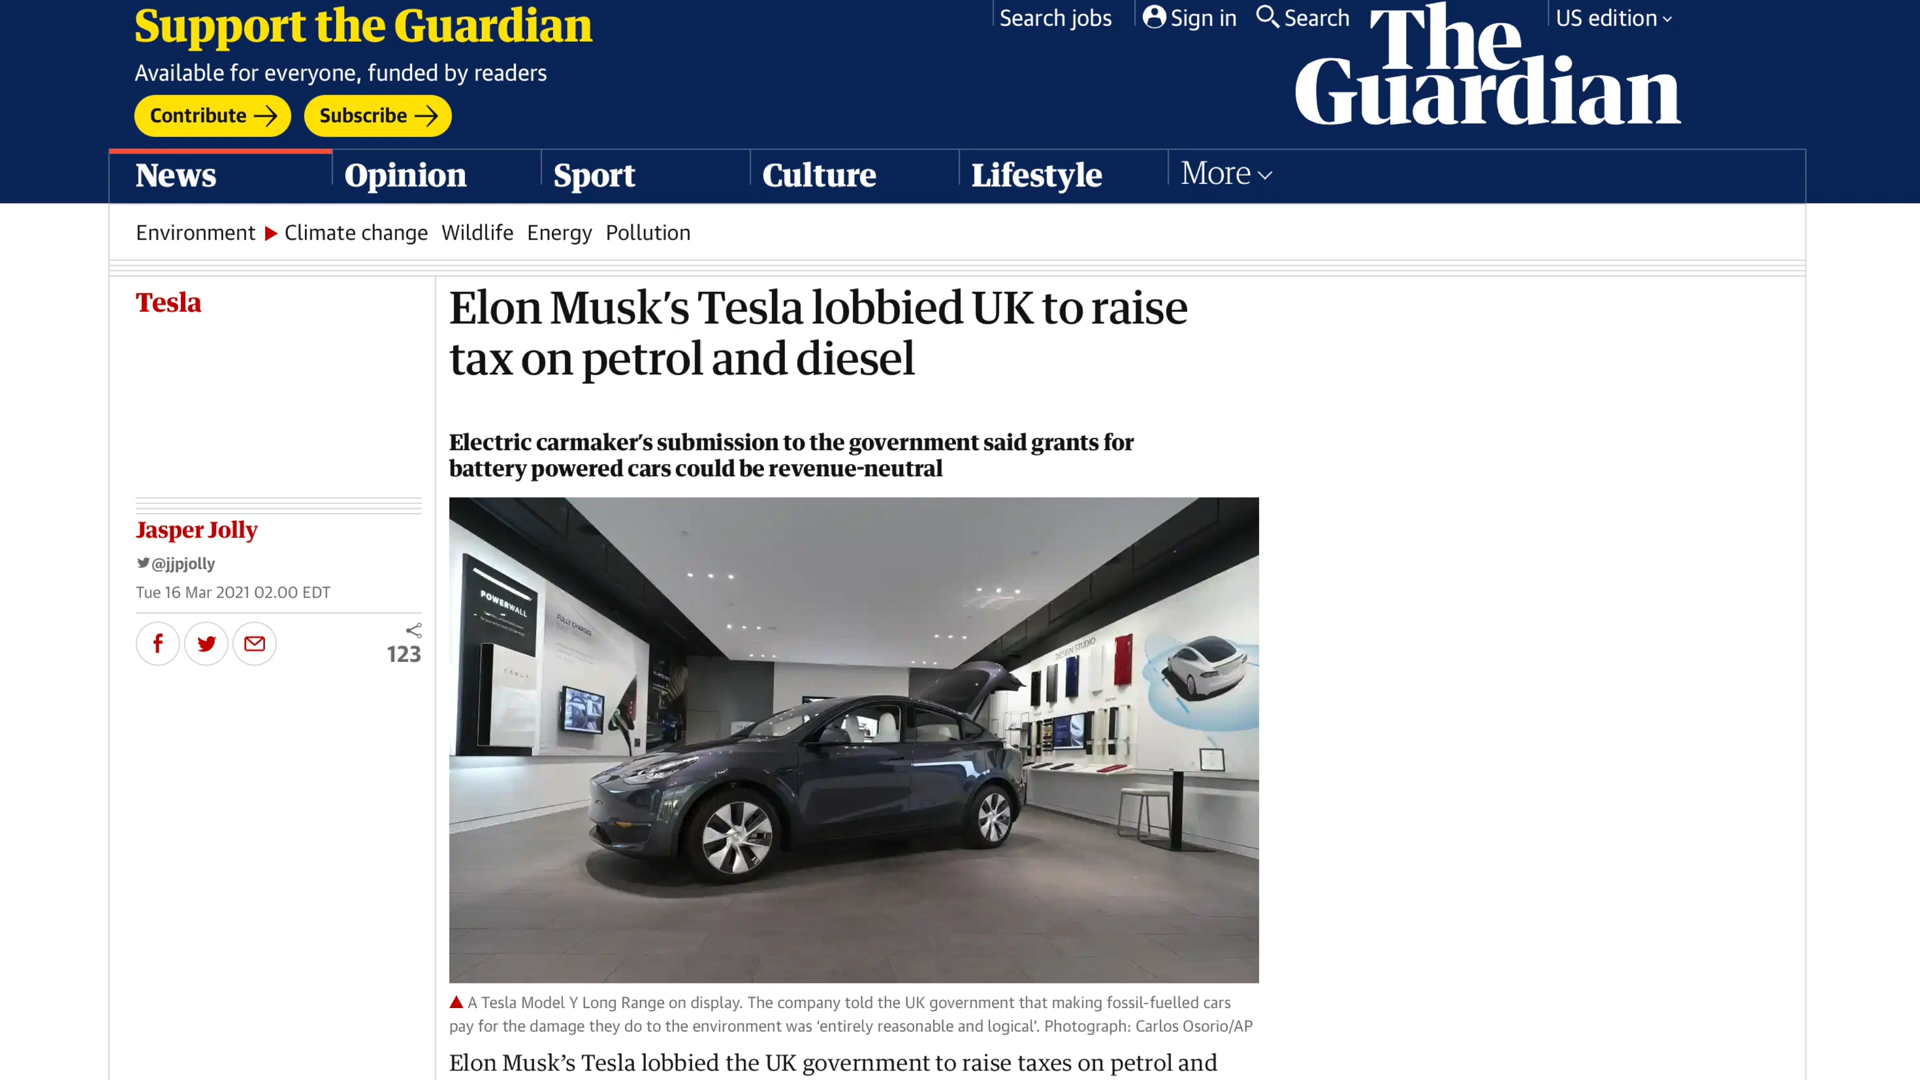 Support the Guardian
Available for everyone, funded by readers
Contribute
Subscribe
Search jobs
Sign in
Search
US edition
The
Guardian
News
Opinion
Sport
Culture
Lifestyle
More
Environment
Climate change
Wildlife
Energy
Pollution
Tesla
Elon Musk's Tesla lobbied UK to raise
tax on petrol and diesel
Electric carmaker's submission to the government said grants for
battery powered cars could be revenue-neutral
Jasper Jolly
@jjpjolly
Tue 16 Mar 2021 02.00 EDT
123
POWERWALL
FULLY CHARGED
TESLA
DESIGN STUDIO
A Tesla Model Y Long Range on display. The company told the UK government that making fossil-fuelled cars
pay for the damage they do to the environment was 'entirely reasonable and logical'. Photograph: Carlos Osorio/AP
Elon Musk's Tesla lobbied the UK government to raise taxes on petrol and